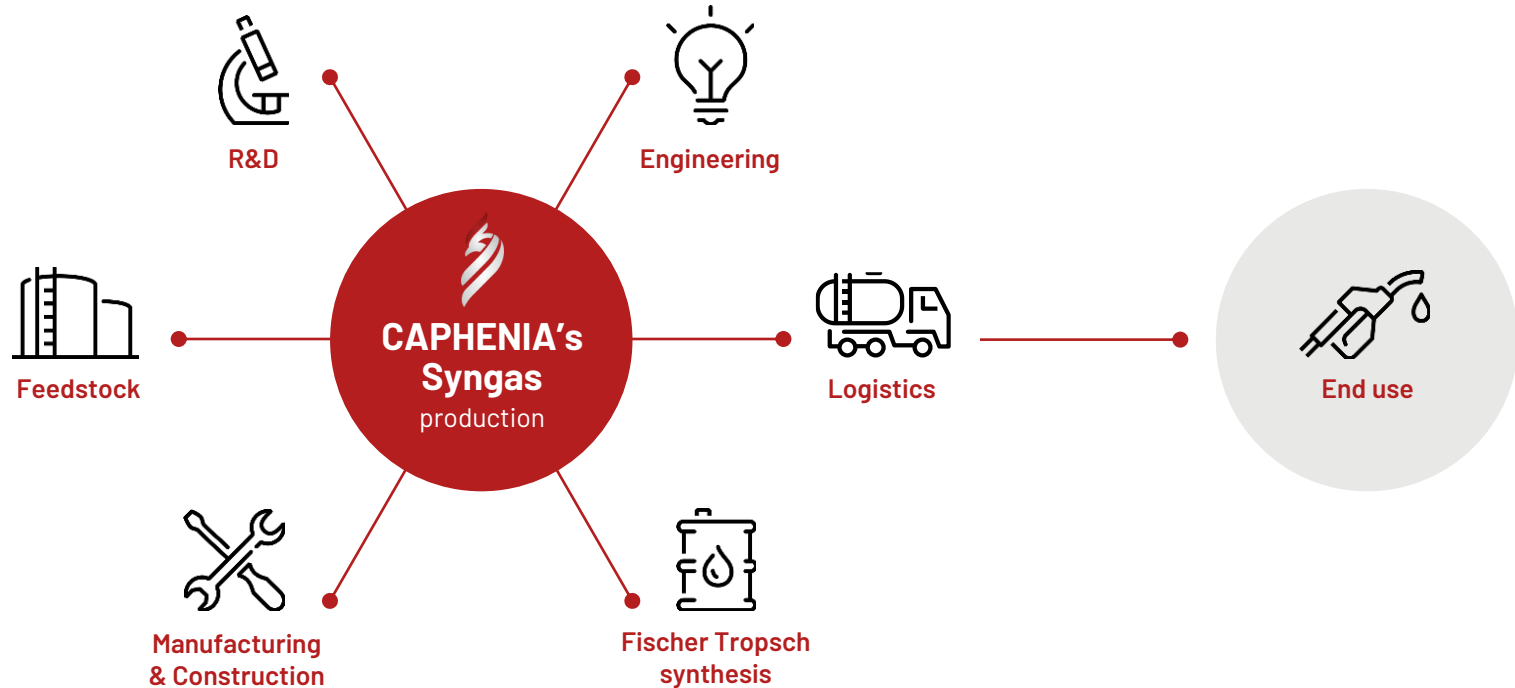 R&D
Engineering
CAPHENIA's
Syngas
production
Feedstock
Logistics
End use
Manufacturing
& Construction
Fischer Tropsch
synthesis